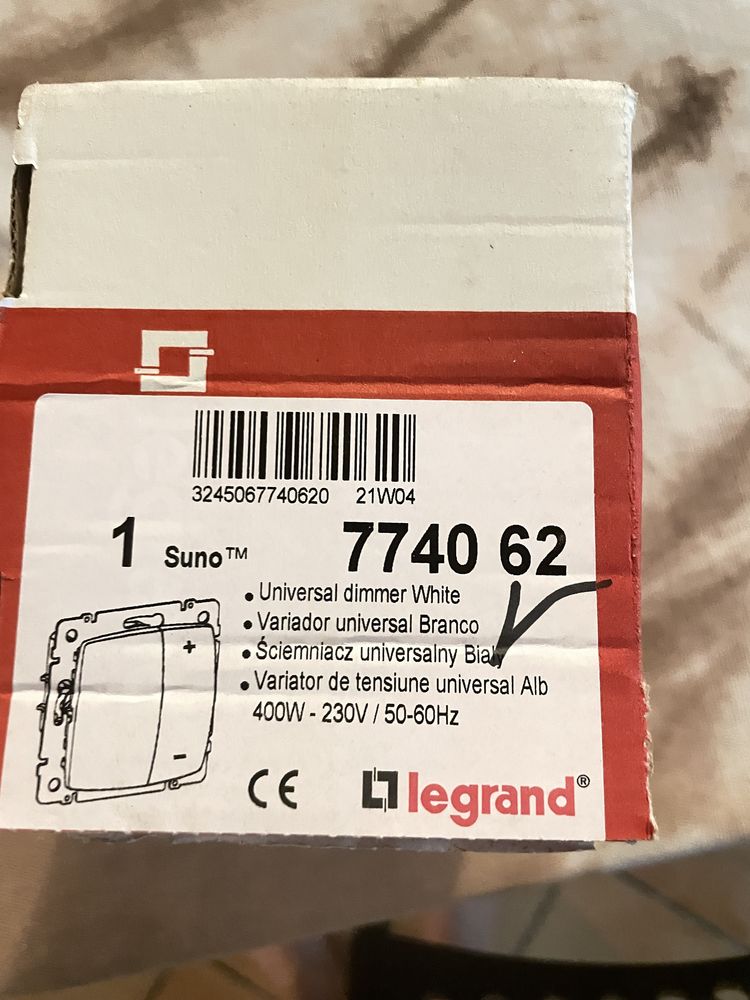 3245067740620 21W04
1 Suno™ 7740 62
• Universal dimmer White
• Variador universal Branco
• Ściemniacz uniwersalny Biały
• Variator de tensiune universal Alb
400W - 230V / 50-60Hz
+
-
CE legrand®